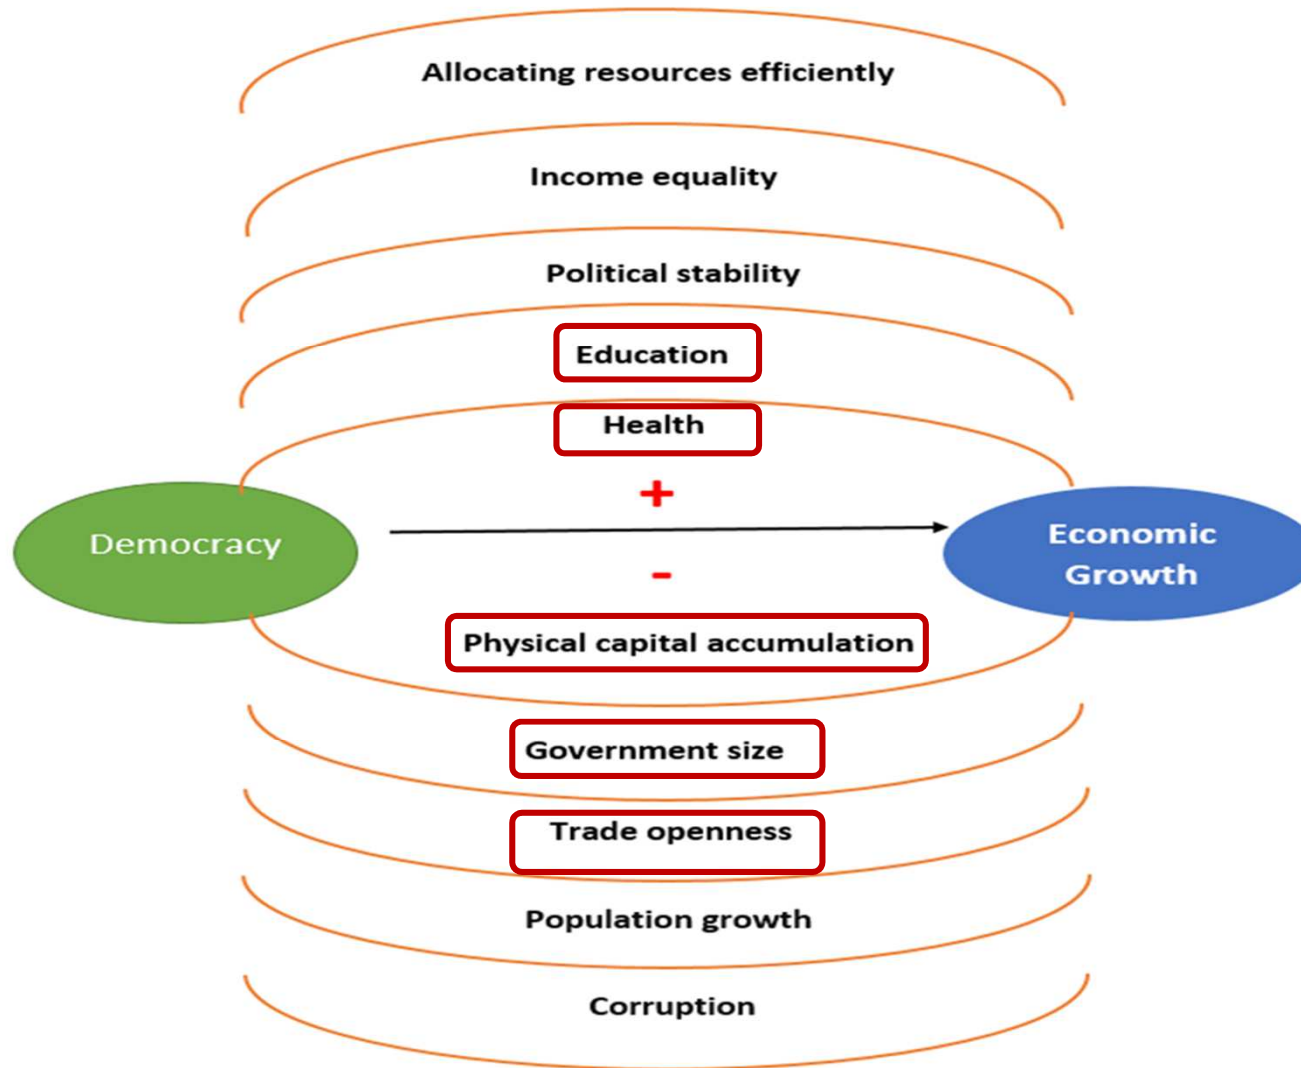 Allocating resources efficiently
Income equality
Political stability
Education
Health
+
Democracy
Economic
Growth
-
Physical capital accumulation
Government size
Trade openness
Population growth
Corruption